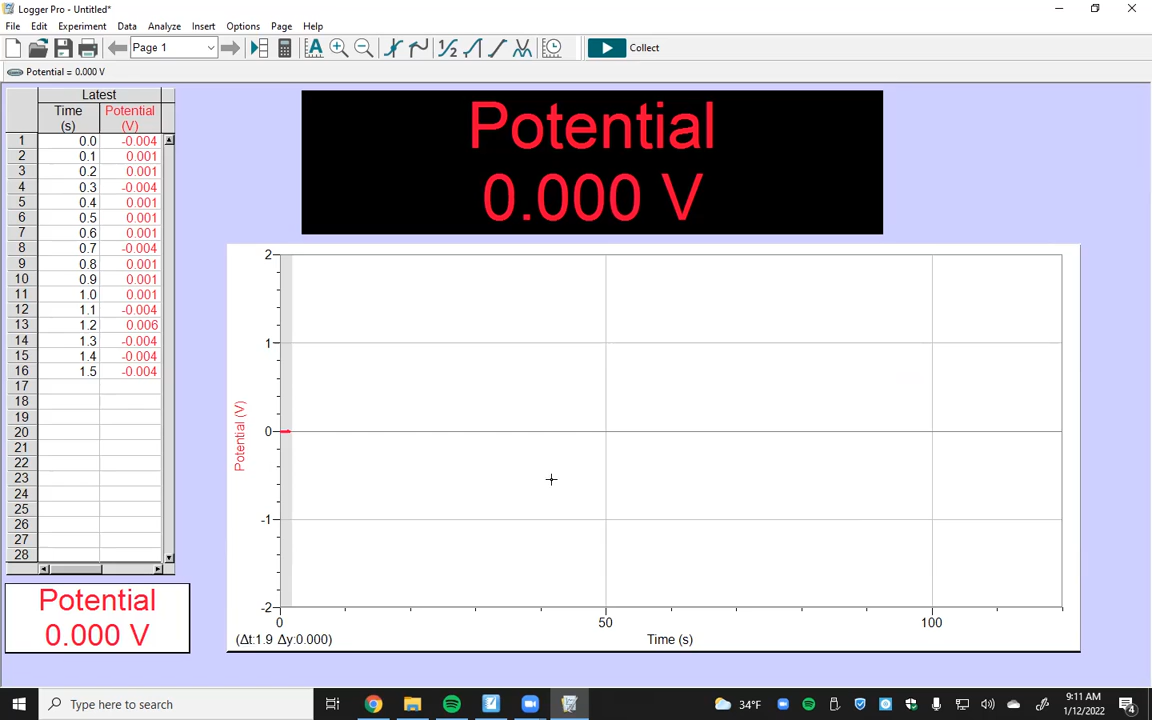 Logger Pro - Untitled*
File Edit Experiment Data Analyze Insert Options Page Help
Page 1 Collect
Potential = 0.000 V
Latest
Time (s) Potential (V)
1 0.0 -0.004
2 0.1 0.001
3 0.2 0.001
4 0.3 -0.004
5 0.4 0.001
6 0.5 0.001
7 0.6 0.001
8 0.7 -0.004
9 0.8 0.001
10 0.9 0.001
11 1.0 0.001
12 1.1 -0.004
13 1.2 0.006
14 1.3 -0.004
15 1.4 -0.004
16 1.5 -0.004
17
18
19
20
21
22
23
24
25
26
27
28
Potential
0.000 V
Potential
0.000 V
2
1
0
-1
-2
Potential (V)
0 50 100
(Δt:1.9 Δy:0.000) Time (s)
Type here to search
34°F
9:11 AM
1/12/2022
4